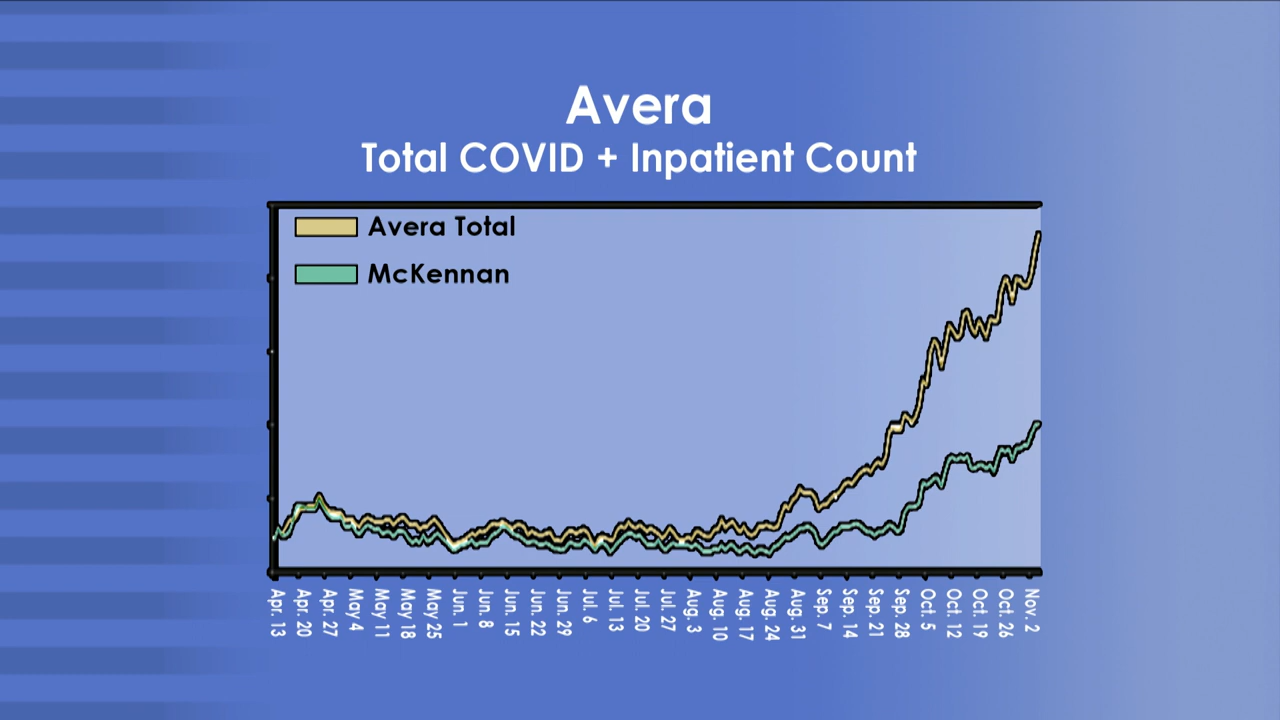 Avera
Total COVID + Inpatient Count
Avera Total
McKennan
Apr. 13
Apr. 20
Apr. 27
May 4
May 11
May 18
May 25
Jun. 1
Jun. 8
Jun. 15
Jun. 22
Jun. 29
Jul. 6
Jul. 13
Jul. 20
Jul. 27
Aug. 3
Aug. 10
Aug. 17
Aug. 24
Aug. 31
Sep. 7
Sep. 14
Sep. 21
Sep. 28
Oct. 5
Oct. 12
Oct. 19
Oct. 26
Nov. 2